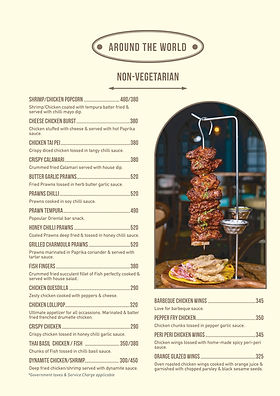 AROUND THE WORLD
NON-VEGETARIAN
SHRIMP/CHICKEN POPCORN 480/380
Shrimp/Chicken coated with tempura batter fried &
served with chilli mayo dip
CHEESE CHICKEN BURST 380
Chicken stuffed with cheese & served with hot Paprika
sauce.
CHICKEN TAI PEI 380
Crispy diced chicken tossed in tangy chilli sauce.
CRISPY CALAMARI 380
Crummed fried Calamari served with house dip.
BUTTER GARLIC PRAWNS 520
Fried Prawns tossed in herb butter garlic sauce.
PRAWNS CHILLI 520
Prawns cooked in soy chilli sauce.
PRAWN TEMPURA 490
Popular Oriental bar snack.
HONEY CHILLI PRAWNS 520
Coated Prawns deep fried & tossed in honey chilli sauce.
GRILLED CHARMOULA PRAWNS 520
Prawns marinated in Paprika coriander & served with
tartar sauce.
FISH FINGERS 380
Crummed fried succulent fillet of Fish perfectly cooked &
served with house salad.
CHICKEN QUESDILLA 290
Zesty chicken cooked with peppers & cheese.
CHICKEN LOLLIPOP 320
Ultimate appetizer for all occasions. Marinated & batter
fried frenched drumette chicken.
CRISPY CHICKEN 290
Crispy chicken tossed in honey chilli garlic sauce.
THAI BASIL CHICKEN / FISH 350/380
Chunks of Fish tossed in chilli basil sauce.
DYNAMITE CHICKEN/SHRIMP 300/450
Deep fried chicken shrimp served with dynamite sauce
*Government taxes & Service Charge applicable
BARBEQUE CHICKEN WINGS 345
Love for barbeque sauce.
PEPPER FRY CHICKEN 350
Chicken chunks tossed in pepper garlic sauce.
PERI PERI CHICKEN WINGS 345
Chicken wings tossed with home-made spicy peri-peri
sauce.
ORANGE GLAZED WINGS 325
Oven roasted chicken wings cooked with orange juice &
garnished with chopped parsley & black sesame seeds.